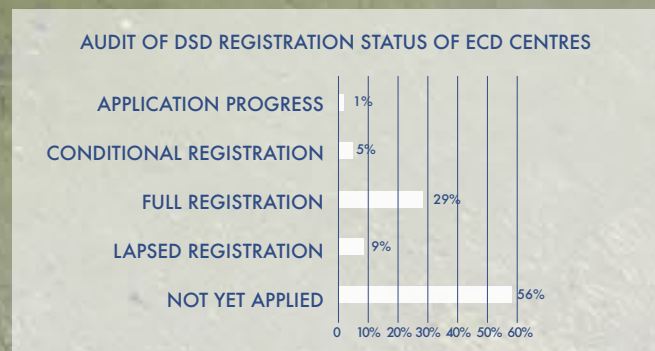 AUDIT OF DSD REGISTRATION STATUS OF ECD CENTRES
APPLICATION PROGRESS 1%
CONDITIONAL REGISTRATION 5%
FULL REGISTRATION 29%
LAPSED REGISTRATION 9%
NOT YET APPLIED 56%
0 10% 20% 30% 40% 50% 60%